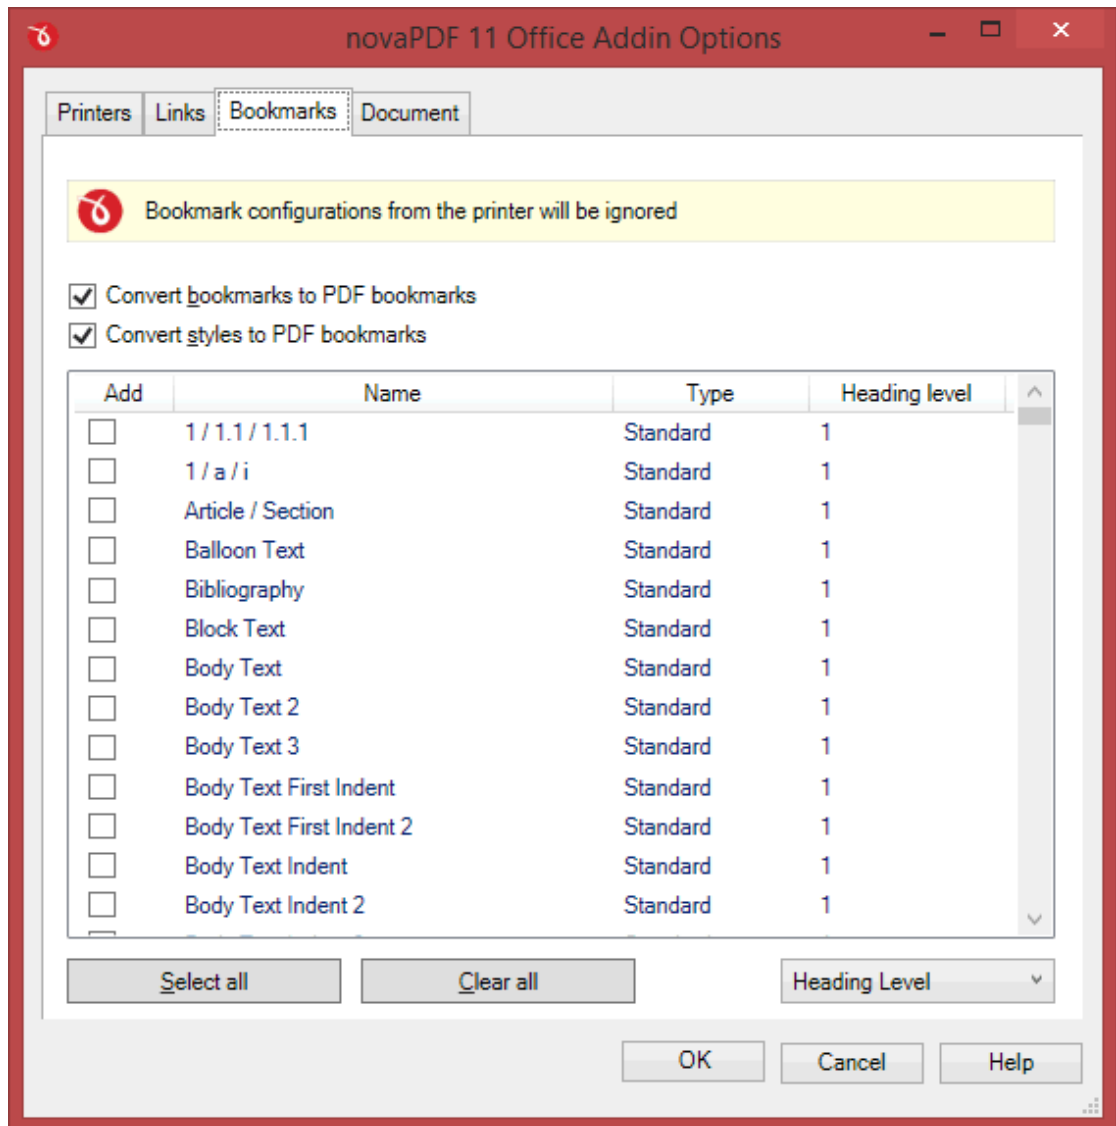 novaPDF 11 Office Addin Options
Printers Links Bookmarks Document
Bookmark configurations from the printer will be ignored
Convert bookmarks to PDF bookmarks
Convert styles to PDF bookmarks
Add Name Type Heading level
1 / 1.1 / 1.1.1 Standard 1
1 / a / i Standard 1
Article / Section Standard 1
Balloon Text Standard 1
Bibliography Standard 1
Block Text Standard 1
Body Text Standard 1
Body Text 2 Standard 1
Body Text 3 Standard 1
Body Text First Indent Standard 1
Body Text First Indent 2 Standard 1
Body Text Indent Standard 1
Body Text Indent 2 Standard 1
Select all Clear all Heading Level
OK Cancel Help